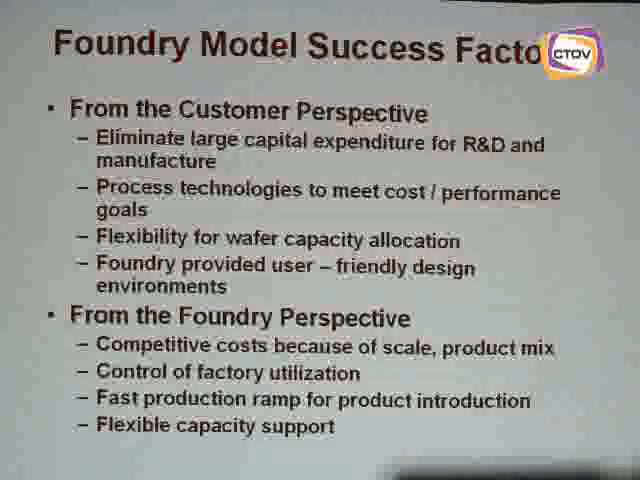 Foundry Model Success Facto
CTOV
• From the Customer Perspective
– Eliminate large capital expenditure for R&D and
manufacture
– Process technologies to meet cost / performance
goals
– Flexibility for wafer capacity allocation
– Foundry provided user – friendly design
environments
• From the Foundry Perspective
– Competitive costs because of scale, product mix
– Control of factory utilization
– Fast production ramp for product introduction
– Flexible capacity support